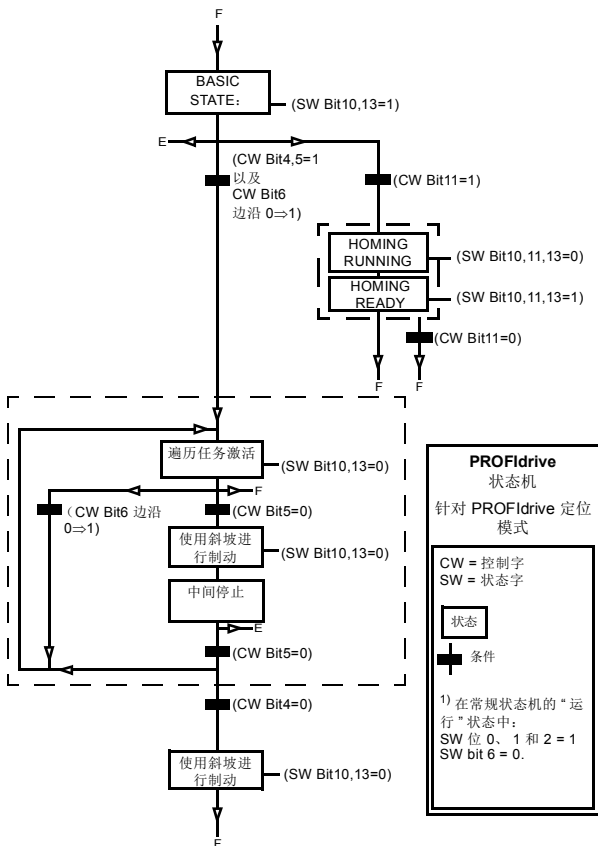 F
BASIC
STATE：
(SW Bit10,13=1)
E
(CW Bit4,5=1
以及
CW Bit6
边沿 0⇒1)
(CW Bit11=1)
HOMING
RUNNING
(SW Bit10,11,13=0)
HOMING
READY
(SW Bit10,11,13=1)
(CW Bit11=0)
F
F
遍历任务激活
(SW Bit10,13=0)
F
（CW Bit6 边沿
0⇒1)
(CW Bit5=0)
使用斜坡进
行制动
(SW Bit10,13=0)
中间停止
E
(CW Bit5=0)
(CW Bit4=0)
使用斜坡进
行制动
(SW Bit10,13=0)
F
PROFIdrive
状态机
针对 PROFIdrive 定位
模式
CW = 控制字
SW = 状态字
状态
条件
1) 在常规状态机的 “ 运
行 ” 状态中：
SW 位 0、 1 和 2 = 1
SW bit 6 = 0.